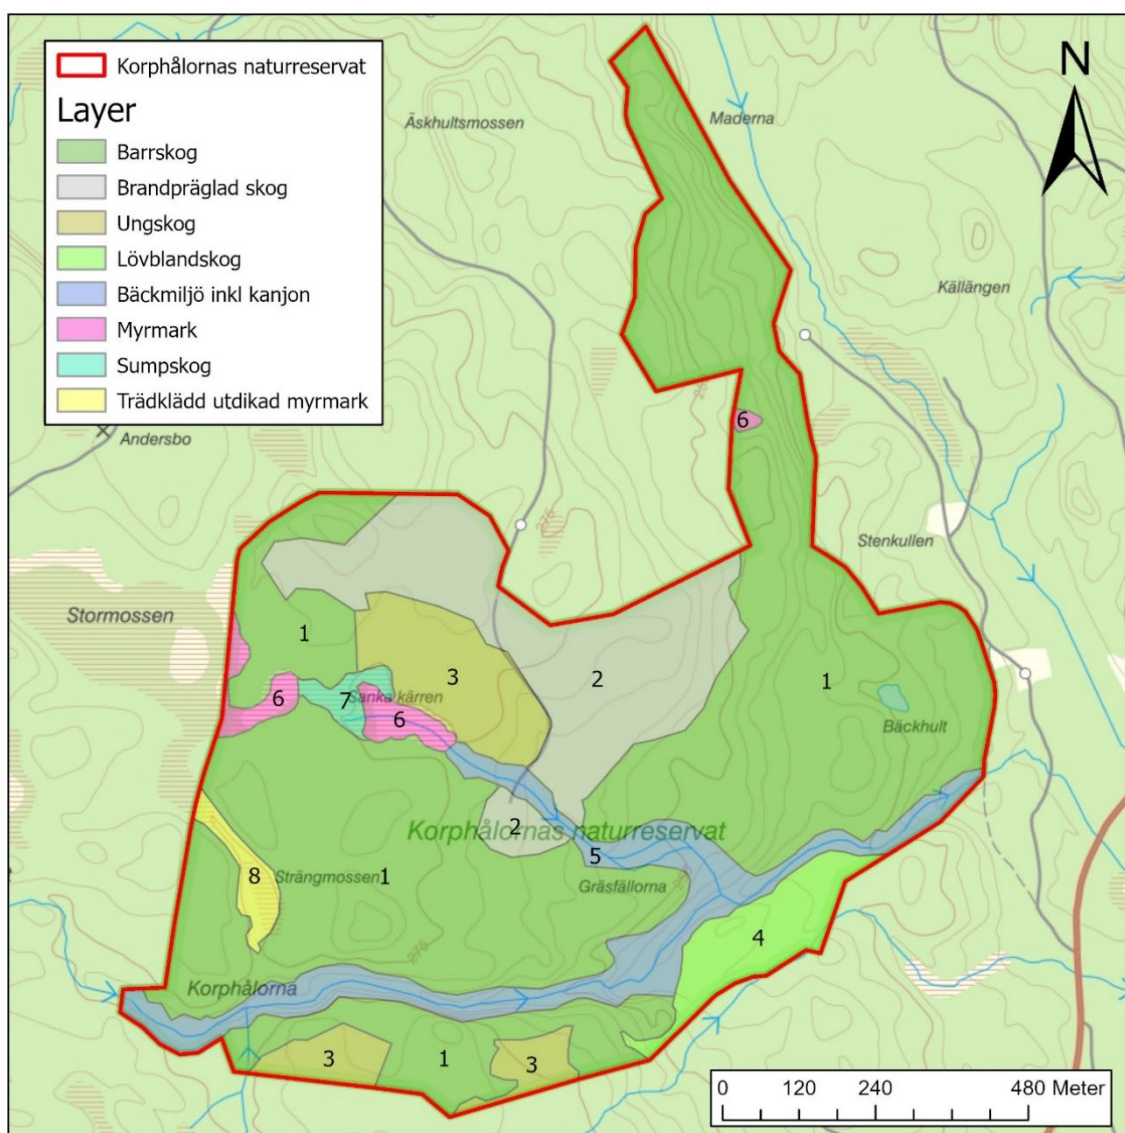 Korphålornas naturreservat
Layer
Barrskog
Brandpräglad skog
Ungskog
Lövblandskog
Bäckmiljö inkl kanjon
Myrmark
Sumpskog
Trädklädd utdikad myrmark
N
Äskhultsmossen
Maderna
Källängen
Andersbo
6
276
Stenkullen
Stormossen
1
2
3
1
6
7
Sanka kärren
6
Bäckhult
2
Korphålornas naturreservat
5
8
Strängmossen
1
Gräsfällorna
4
276
Korphålorna
3
1
3
0 120 240 480 Meter